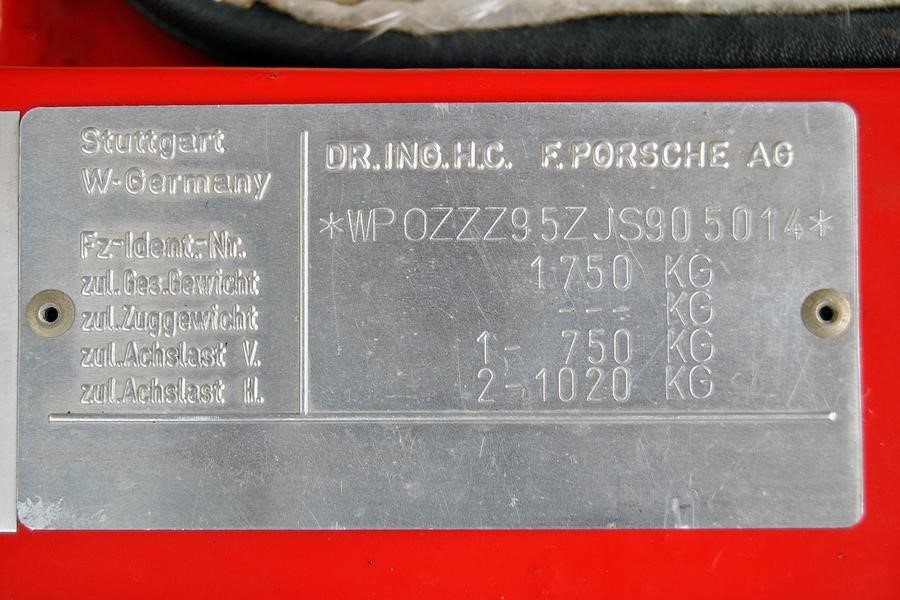 Stuttgart
W-Germany
DR.ING.H.C. F.PORSCHE AG
Fz-Ident.-Nr. *WP0ZZZ95ZJS905014*
zul.Ges.Gewicht 1750 KG
zul.Zuggewicht --- KG
zul.Achslast V. 1- 750 KG
zul.Achslast H. 2-1020 KG